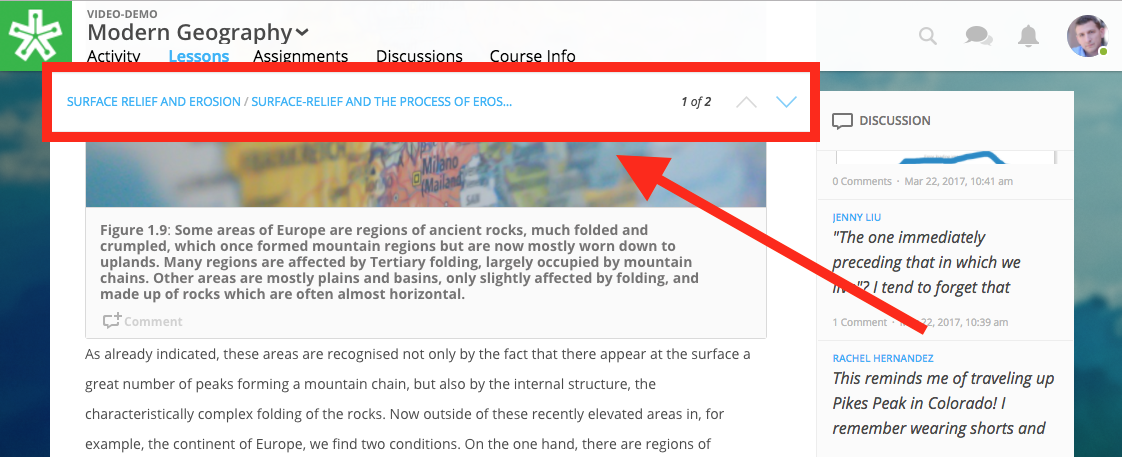 VIDEO-DEMO
Modern Geography
Activity Lessons Assignments Discussions Course Info
SURFACE RELIEF AND EROSION / SURFACE-RELIEF AND THE PROCESS OF EROS...
1 of 2
Milano
(Mailand)
Figure 1.9: Some areas of Europe are regions of ancient rocks, much folded and
crumpled, which once formed mountain regions but are now mostly worn down to
uplands. Many regions are affected by Tertiary folding, largely occupied by mountain
chains. Other areas are mostly plains and basins, only slightly affected by folding, and
made up of rocks which are often almost horizontal.
Comment
As already indicated, these areas are recognised not only by the fact that there appear at the surface a
great number of peaks forming a mountain chain, but also by the internal structure, the
characteristically complex folding of the rocks. Now outside of these recently elevated areas in, for
example, the continent of Europe, we find two conditions. On the one hand, there are regions of
DISCUSSION
0 Comments · Mar 22, 2017, 10:41 am
JENNY LIU
"The one immediately
preceding that in which we
live"? I tend to forget that
1 Comment · 22, 2017, 10:39 am
RACHEL HERNANDEZ
This reminds me of traveling up
Pikes Peak in Colorado! I
remember wearing shorts and